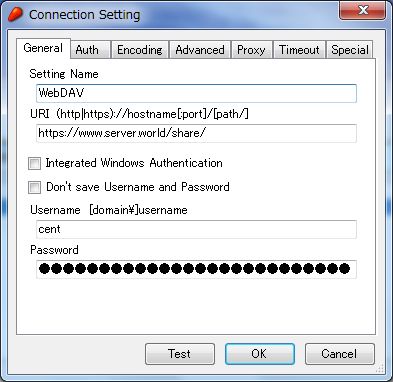 Connection Setting
General Auth Encoding Advanced Proxy Timeout Special
Setting Name
WebDAV
URI (http|https)://hostname[:port]/[path/]
https://www.server.world/share/
Integrated Windows Authentication
Don't save Username and Password
Username [domain¥]username
cent
Password
●●●●●●●●●●●●●●●●●●●●●●●●●●
Test OK Cancel